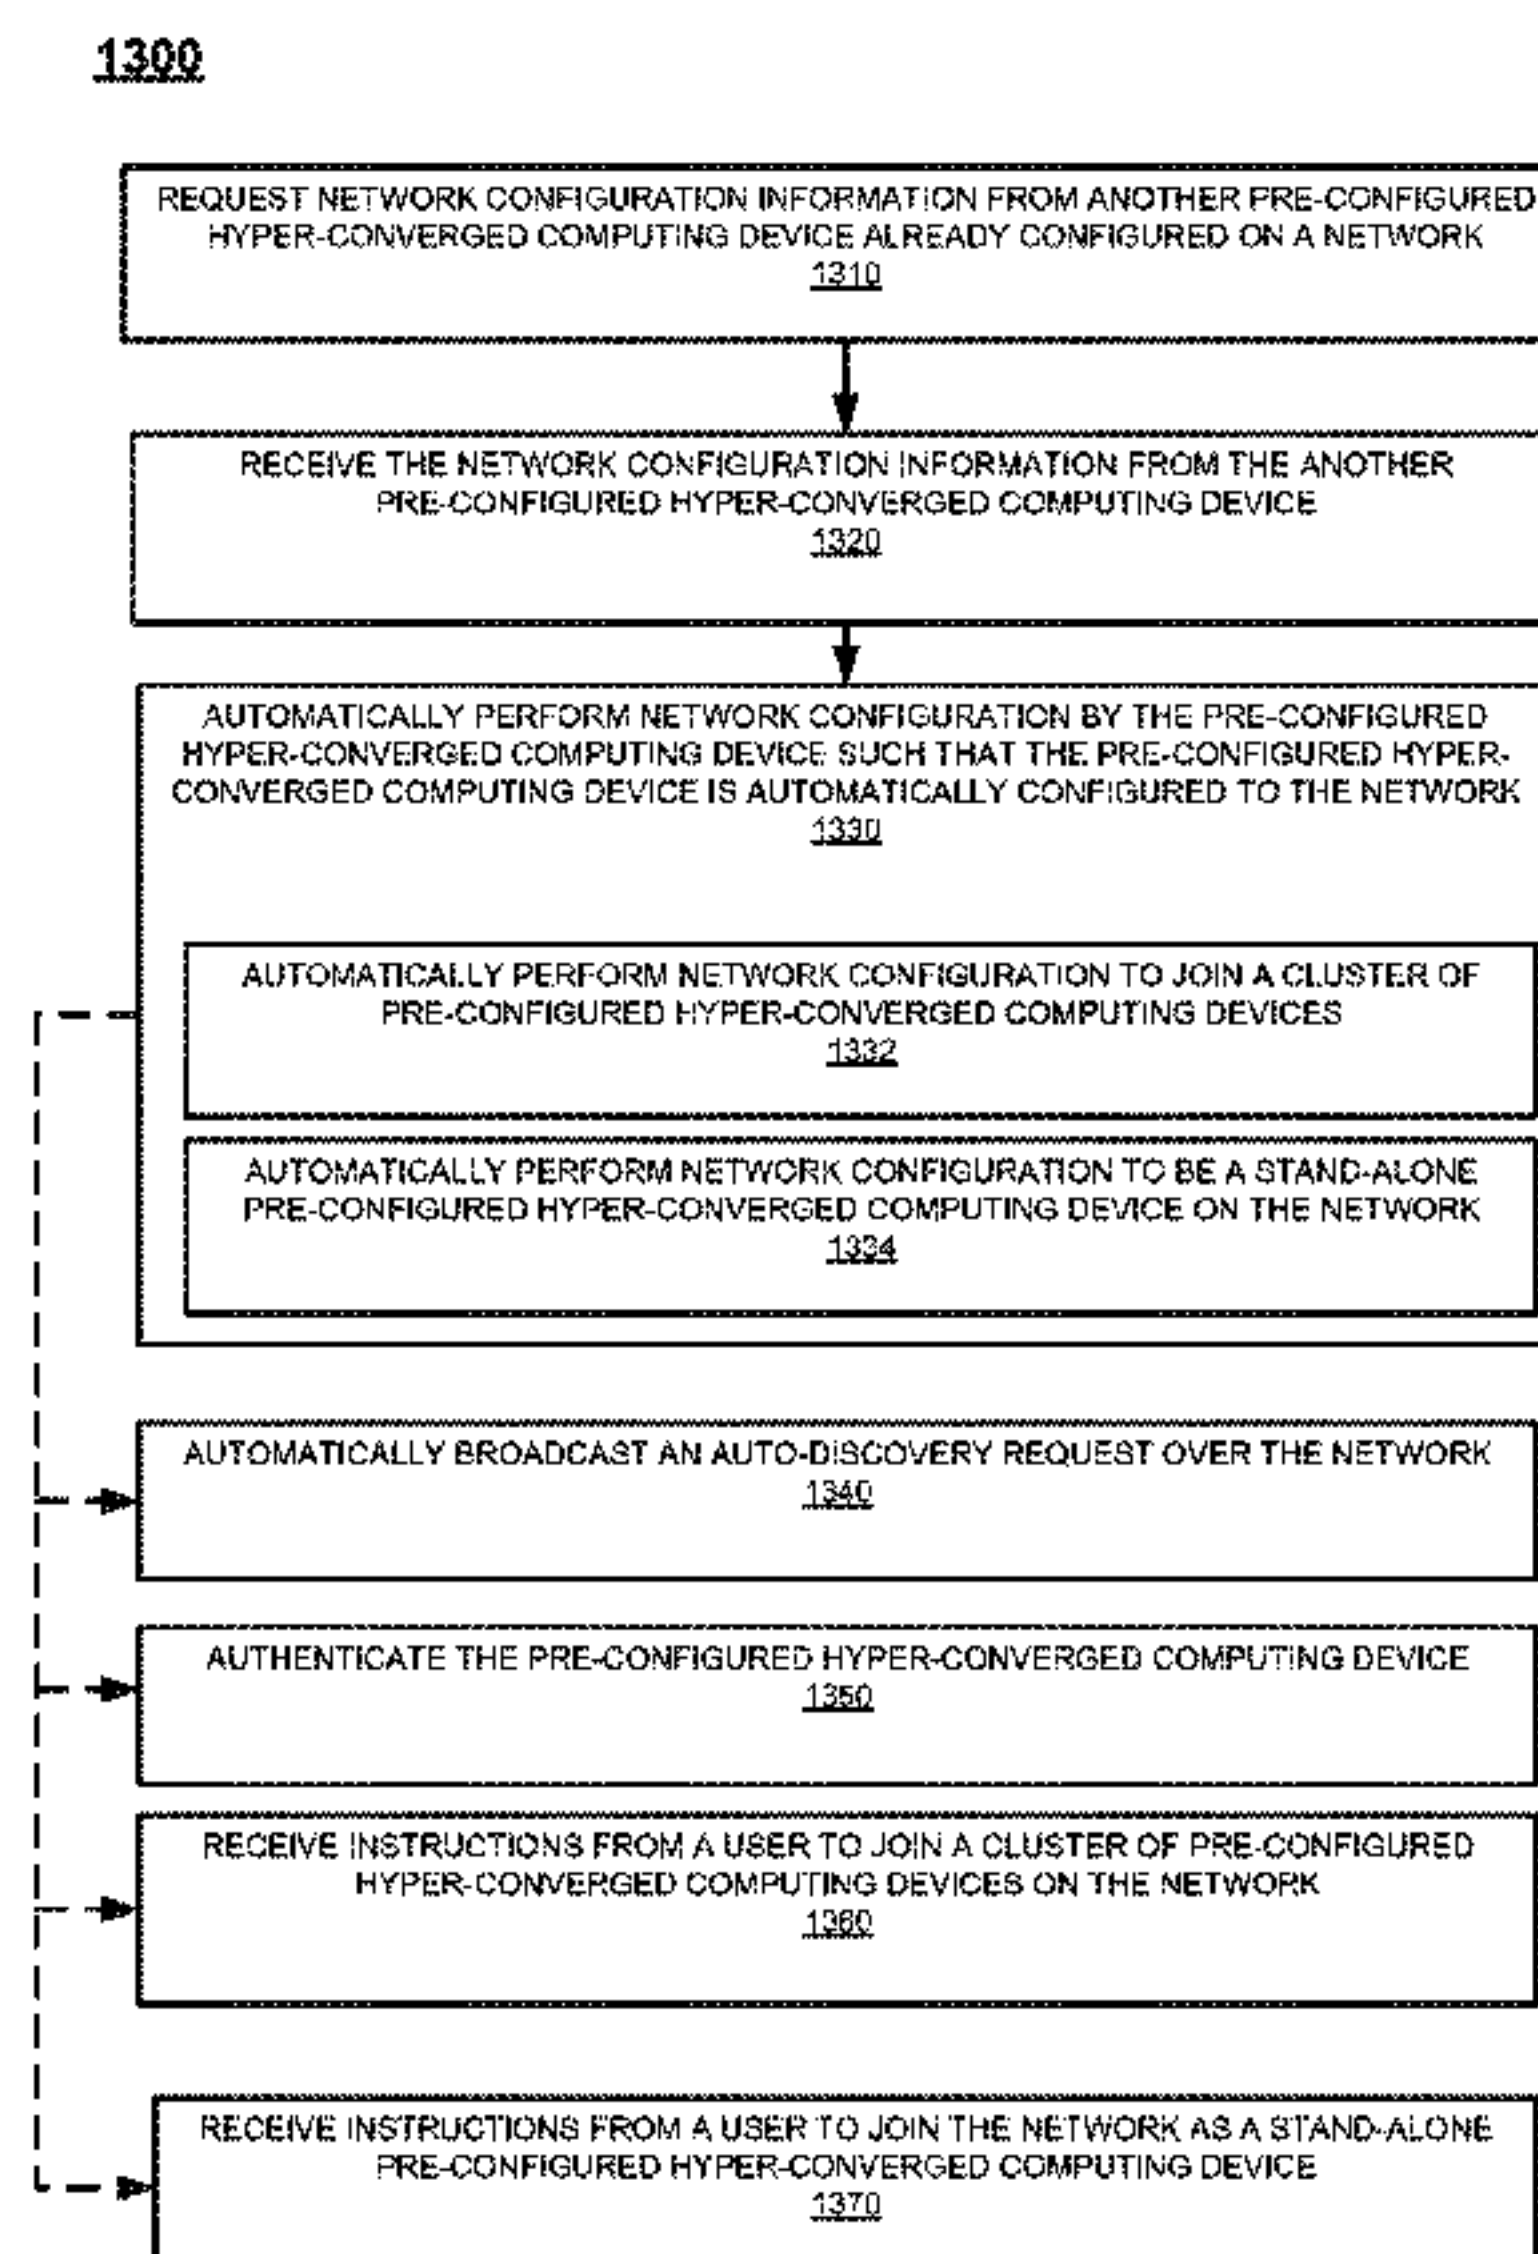 1300
REQUEST NETWORK CONFIGURATION INFORMATION FROM ANOTHER PRE-CONFIGURED
HYPER-CONVERGED COMPUTING DEVICE ALREADY CONFIGURED ON A NETWORK
1310
RECEIVE THE NETWORK CONFIGURATION INFORMATION FROM THE ANOTHER
PRE-CONFIGURED HYPER-CONVERGED COMPUTING DEVICE
1320
AUTOMATICALLY PERFORM NETWORK CONFIGURATION BY THE PRE-CONFIGURED
HYPER-CONVERGED COMPUTING DEVICE SUCH THAT THE PRE-CONFIGURED HYPER-
CONVERGED COMPUTING DEVICE IS AUTOMATICALLY CONFIGURED TO THE NETWORK
1330
AUTOMATICALLY PERFORM NETWORK CONFIGURATION TO JOIN A CLUSTER OF
PRE-CONFIGURED HYPER-CONVERGED COMPUTING DEVICES
1332
AUTOMATICALLY PERFORM NETWORK CONFIGURATION TO BE A STAND-ALONE
PRE-CONFIGURED HYPER-CONVERGED COMPUTING DEVICE ON THE NETWORK
1334
AUTOMATICALLY BROADCAST AN AUTO-DISCOVERY REQUEST OVER THE NETWORK
1340
AUTHENTICATE THE PRE-CONFIGURED HYPER-CONVERGED COMPUTING DEVICE
1350
RECEIVE INSTRUCTIONS FROM A USER TO JOIN A CLUSTER OF PRE-CONFIGURED
HYPER-CONVERGED COMPUTING DEVICES ON THE NETWORK
1360
RECEIVE INSTRUCTIONS FROM A USER TO JOIN THE NETWORK AS A STAND-ALONE
PRE-CONFIGURED HYPER-CONVERGED COMPUTING DEVICE
1370